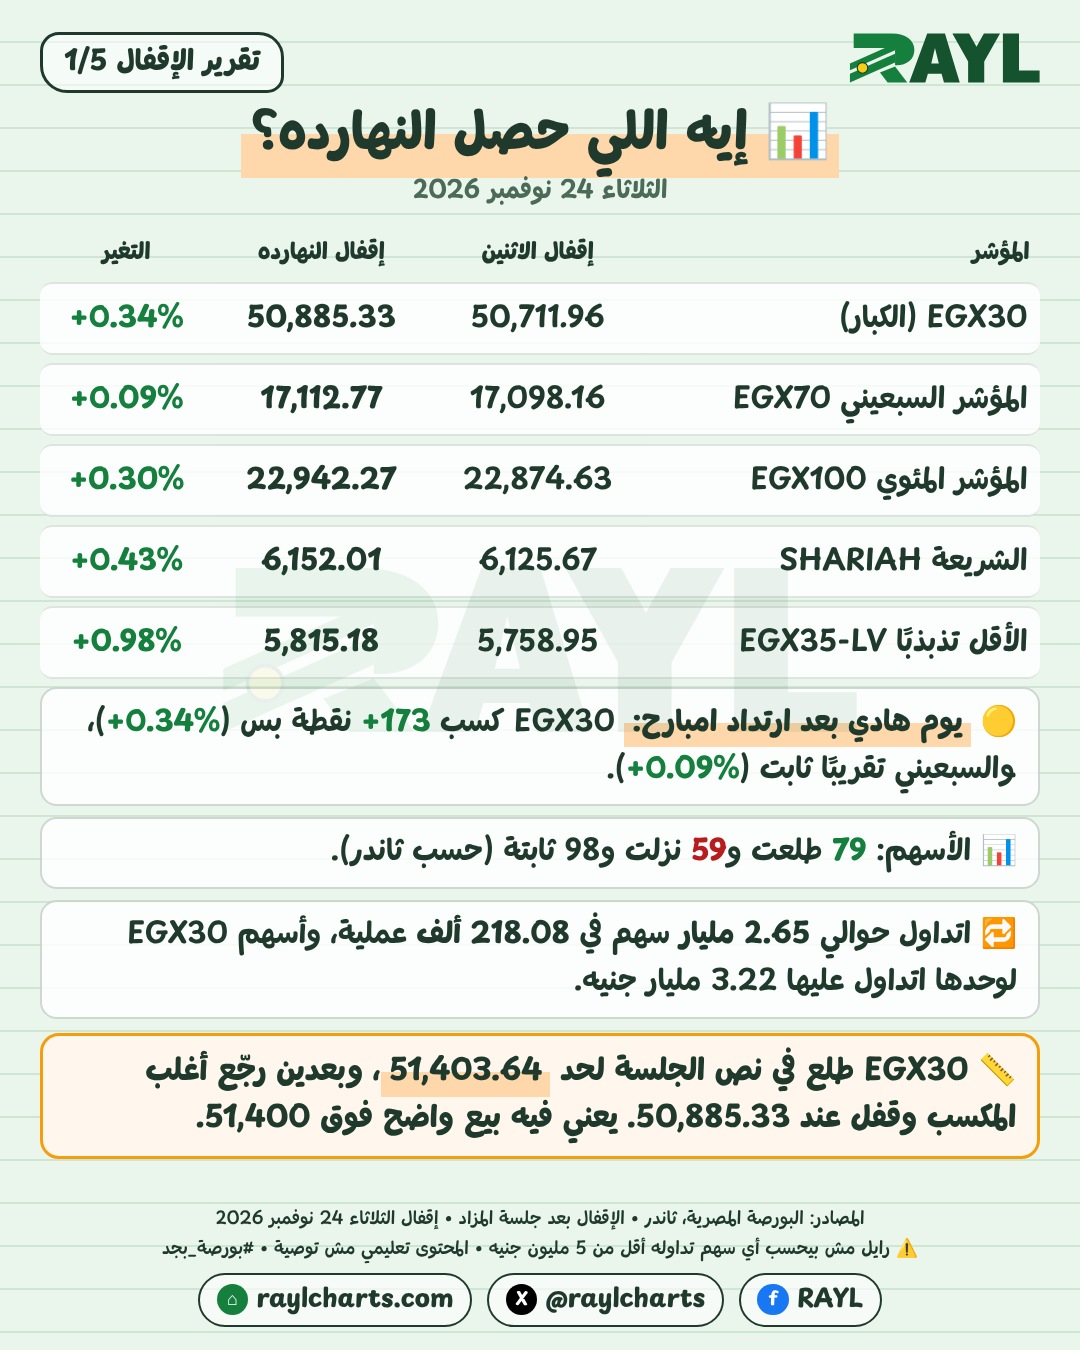 RAYL
تقرير الإقفال 1/5
📊 إيه اللي حصل النهارده؟
الثلاثاء 24 نوفمبر 2026
المؤشر إقفال الاثنين إقفال النهارده التغير
EGX30 (الكبار) 50,711.96 50,885.33 +0.34%
المؤشر السبعيني EGX70 17,098.16 17,112.77 +0.09%
المؤشر المئوي EGX100 22,874.63 22,942.27 +0.30%
الشريعة SHARIAH 6,125.67 6,152.01 +0.43%
الأقل تذبذبًا EGX35-LV 5,758.95 5,815.18 +0.98%
🟡 يوم هادي بعد ارتداد امبارح: EGX30 كسب 173+ نقطة بس (+0.34%)،
والسبعيني تقريبًا ثابت (+0.09%).
📊 الأسهم: 79 طلعت و59 نزلت و98 ثابتة (حسب ثاندر).
🔁 اتداول حوالي 2.65 مليار سهم في 218.08 ألف عملية، وأسهم EGX30
لوحدها اتداول عليها 3.22 مليار جنيه.
📏 EGX30 طلع في نص الجلسة لحد 51,403.64، وبعدين رجّع أغلب
المكسب وقفل عند 50,885.33. يعني فيه بيع واضح فوق 51,400.
المصادر: البورصة المصرية، ثاندر • الإقفال بعد جلسة المزاد • إقفال الثلاثاء 24 نوفمبر 2026
⚠️ رايل مش بيحسب أي سهم تداوله أقل من 5 مليون جنيه • المحتوى تعليمي مش توصية • #بورصة_بجد
RAYL
@raylcharts
raylcharts.com